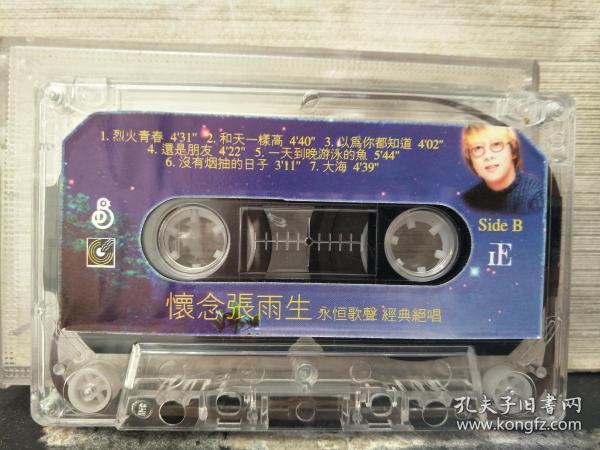 1. 烈火青春 4'31" 2. 和天一樣高 4'40" 3. 以爲你都知道 4'02"
4. 還是朋友 4'22" 5. 一天到晚游泳的魚 5'44"
6. 沒有烟抽的日子 3'11" 7. 大海 4'39"
Side B
IE
懷念張雨生 永恒歌聲 經典絕唱
孔夫子旧書网
www.kongfz.com